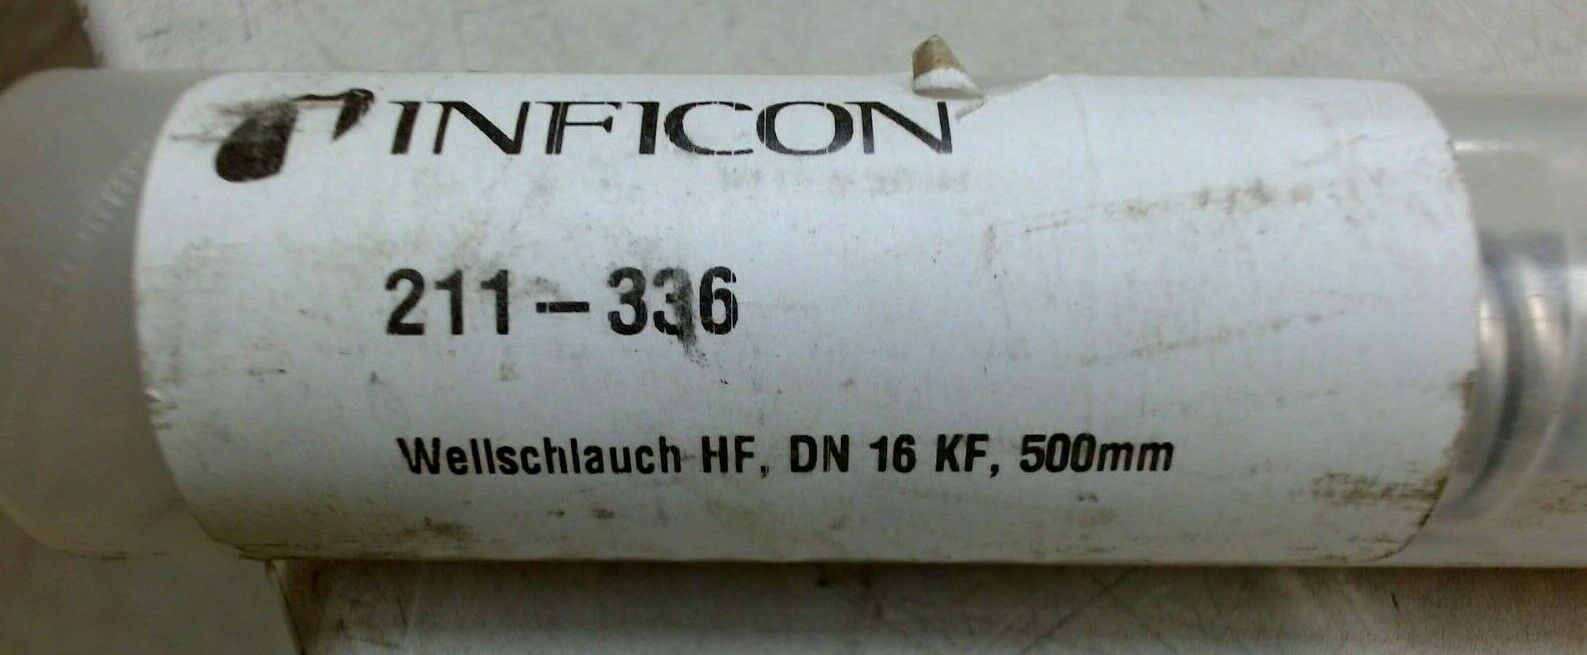 INFICON
211-336
Wellschlauch HF, DN 16 KF, 500mm